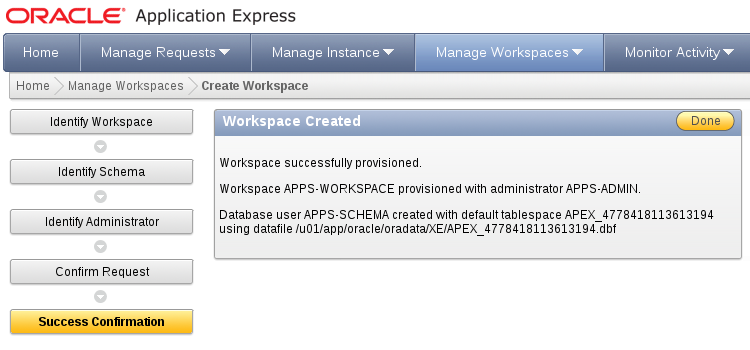 ORACLE Application Express
Home Manage Requests Manage Instance Manage Workspaces Monitor Activity
Home Manage Workspaces Create Workspace
Identify Workspace
Identify Schema
Identify Administrator
Confirm Request
Success Confirmation
Workspace Created Done
Workspace successfully provisioned.
Workspace APPS-WORKSPACE provisioned with administrator APPS-ADMIN.
Database user APPS-SCHEMA created with default tablespace APEX_4778418113613194
using datafile /u01/app/oracle/oradata/XE/APEX_4778418113613194.dbf